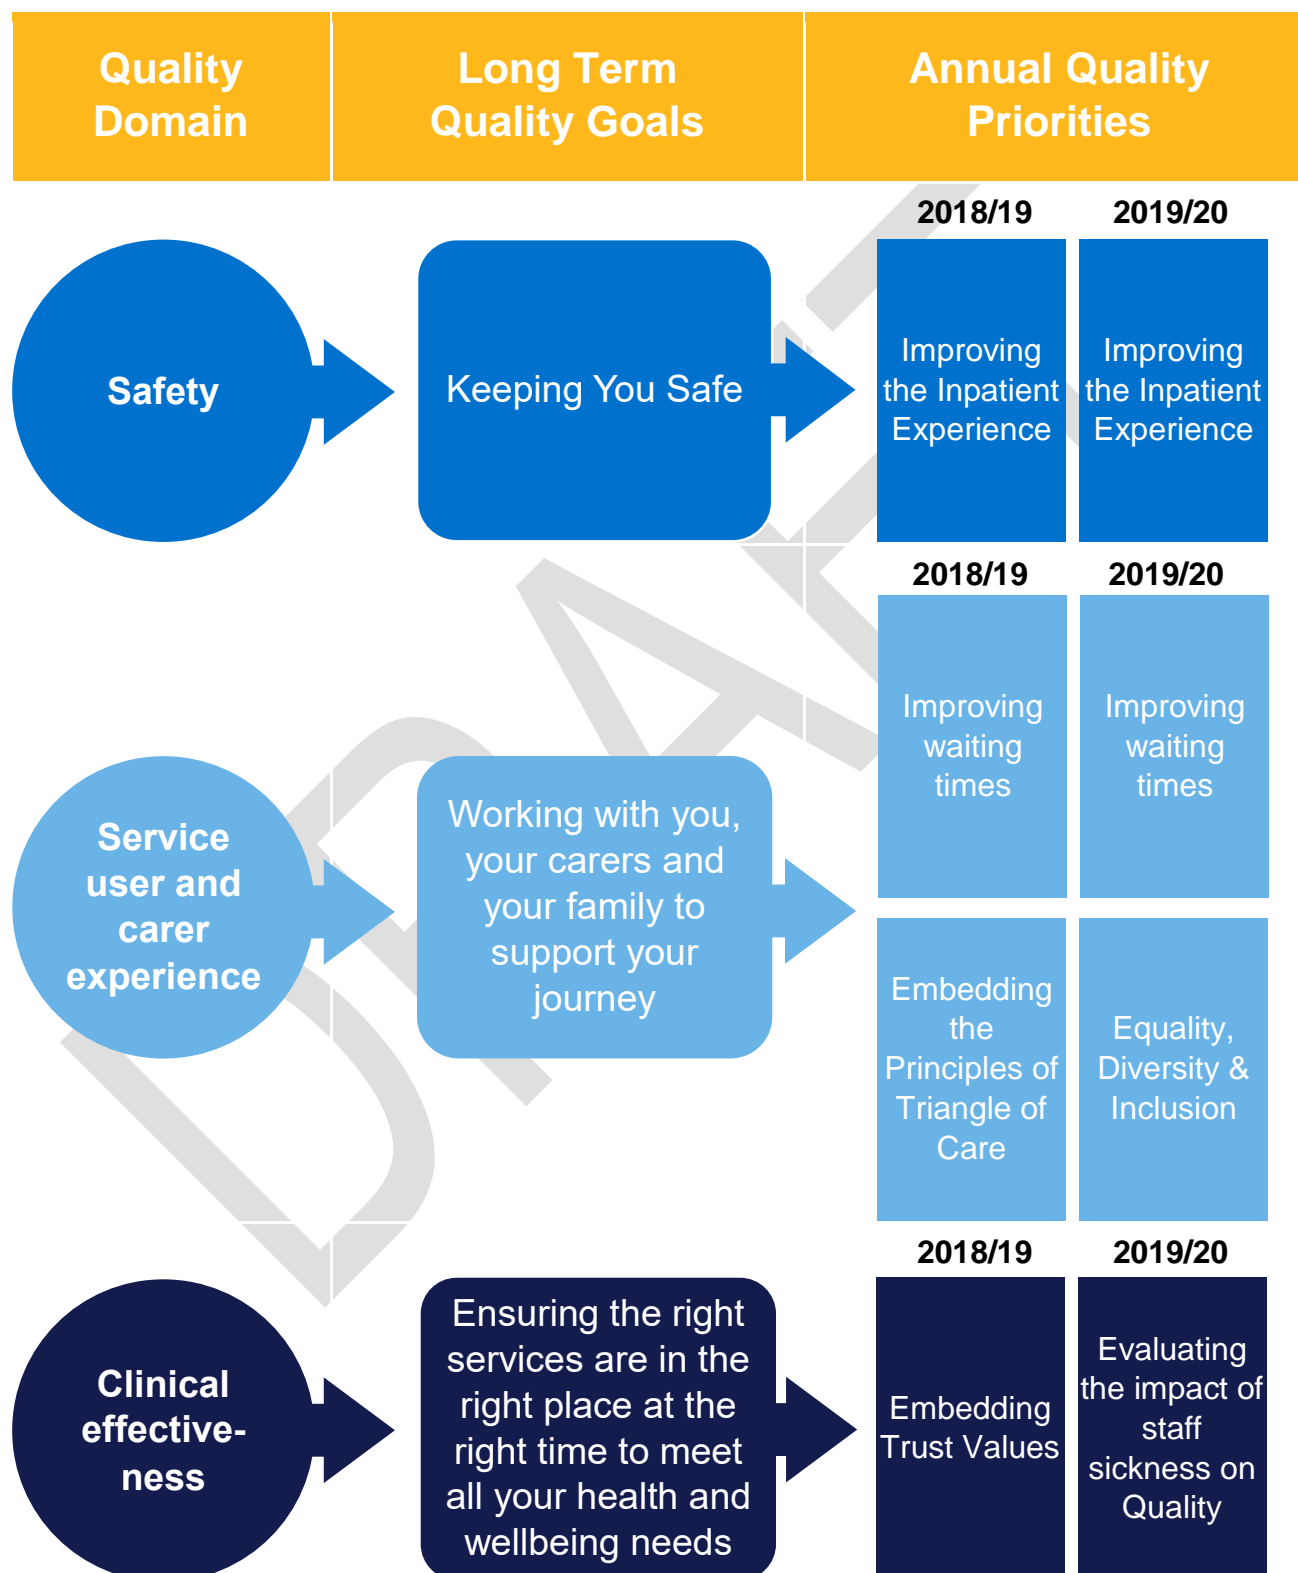 Quality
Domain
Long Term
Quality Goals
Annual Quality
Priorities
DRAFT
2018/19
2019/20
Safety
Keeping You Safe
Improving
the Inpatient
Experience
Improving
the Inpatient
Experience
2018/19
2019/20
Service
user and
carer
experience
Working with you,
your carers and
your family to
support your
journey
Improving
waiting
times
Improving
waiting
times
Embedding
the
Principles of
Triangle of
Care
Equality,
Diversity &
Inclusion
2018/19
2019/20
Clinical
effective-
ness
Ensuring the right
services are in the
right place at the
right time to meet
all your health and
wellbeing needs
Embedding
Trust Values
Evaluating
the impact of
staff
sickness on
Quality